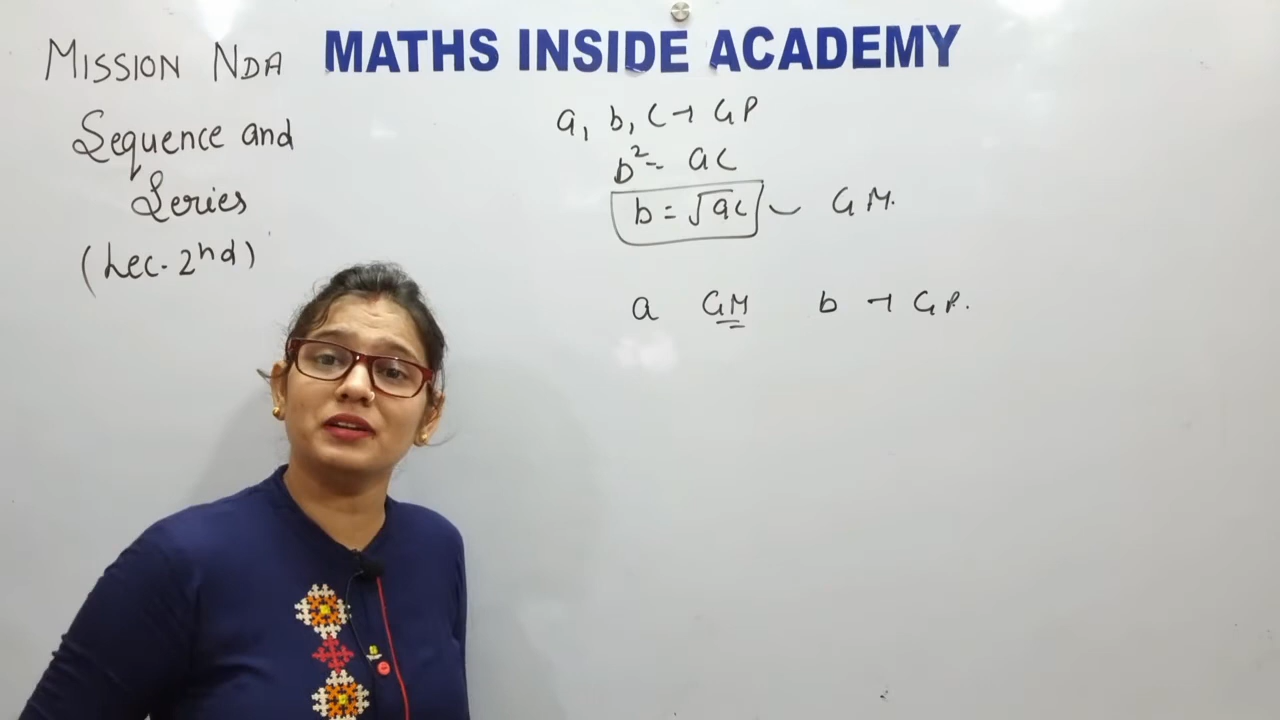 MISSION NDA
Sequence and
Series
(Lec. 2nd)
MATHS INSIDE ACADEMY
a, b, c → GP
b² = ac
b = √ac GM.
a GM b → GP.